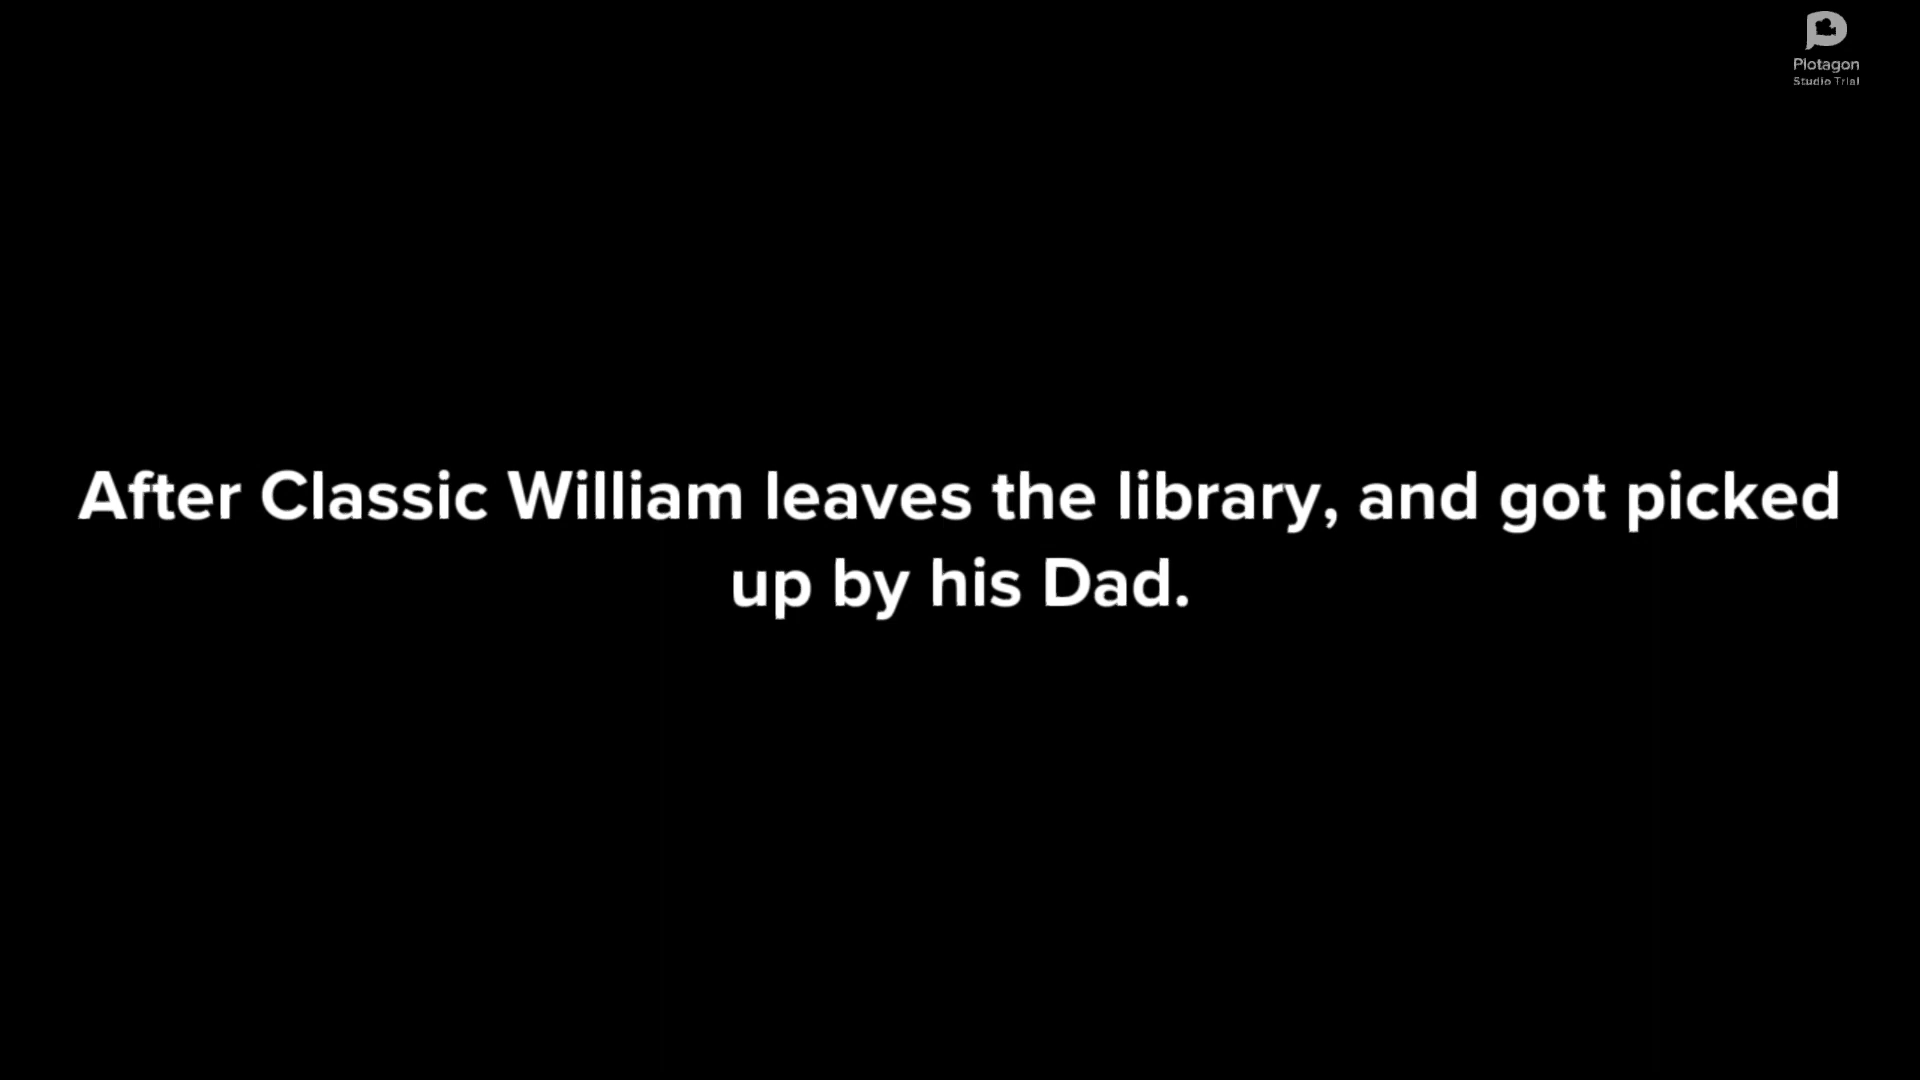 Plotagon
Studio Trial
After Classic William leaves the library, and got picked
up by his Dad.